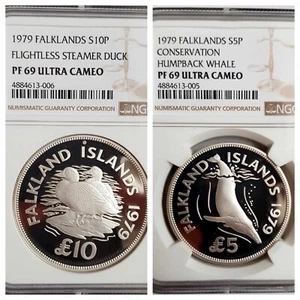 1979 FALKLANDS S10P
FLIGHTLESS STEAMER DUCK
PF 69 ULTRA CAMEO
4884613-006
NUMISMATIC GUARANTY CORPORATION
NG
FALKLAND ISLANDS 1979
£10
1979 FALKLANDS S5P
CONSERVATION
HUMPBACK WHALE
PF 69 ULTRA CAMEO
4884613-005
NUMISMATIC GUARANTY CORPORATION
NG
FALKLAND ISLANDS 1979
£5